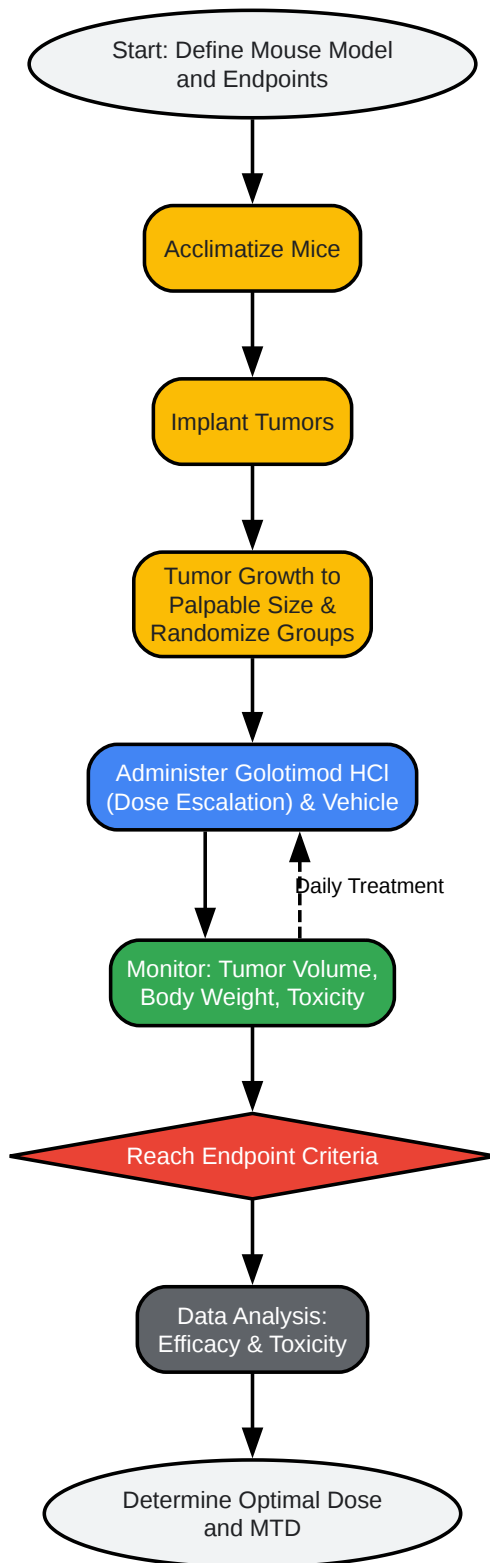 Start: Define Mouse Model
and Endpoints
Acclimatize Mice
Implant Tumors
Tumor Growth to
Palpable Size &
Randomize Groups
Administer Golotimod HCl
(Dose Escalation) & Vehicle
Daily Treatment
Monitor: Tumor Volume,
Body Weight, Toxicity
Reach Endpoint Criteria
Data Analysis:
Efficacy & Toxicity
Determine Optimal Dose
and MTD